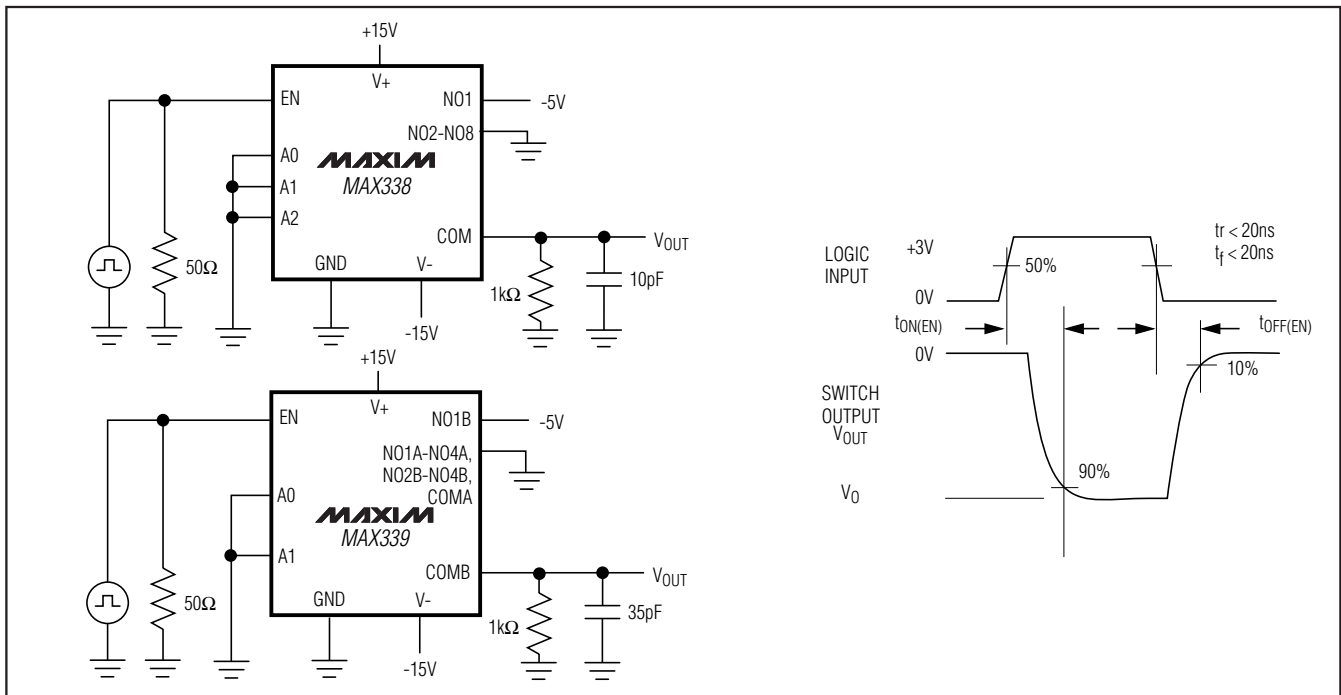 +15V
V+
EN
NO1
-5V
NO2-NO8
A0
MAXIM
A1
MAX338
A2
COM
VOUT
GND
V-
50Ω
1kΩ
10pF
-15V
+15V
V+
EN
NO1B
-5V
NO1A-NO4A,
NO2B-NO4B,
COMA
A0
MAXIM
MAX339
A1
COMB
VOUT
GND
V-
50Ω
1kΩ
35pF
-15V
LOGIC
INPUT
+3V
50%
tr < 20ns
tf < 20ns
0V
tON(EN)
tOFF(EN)
0V
10%
SWITCH
OUTPUT
VOUT
90%
VO